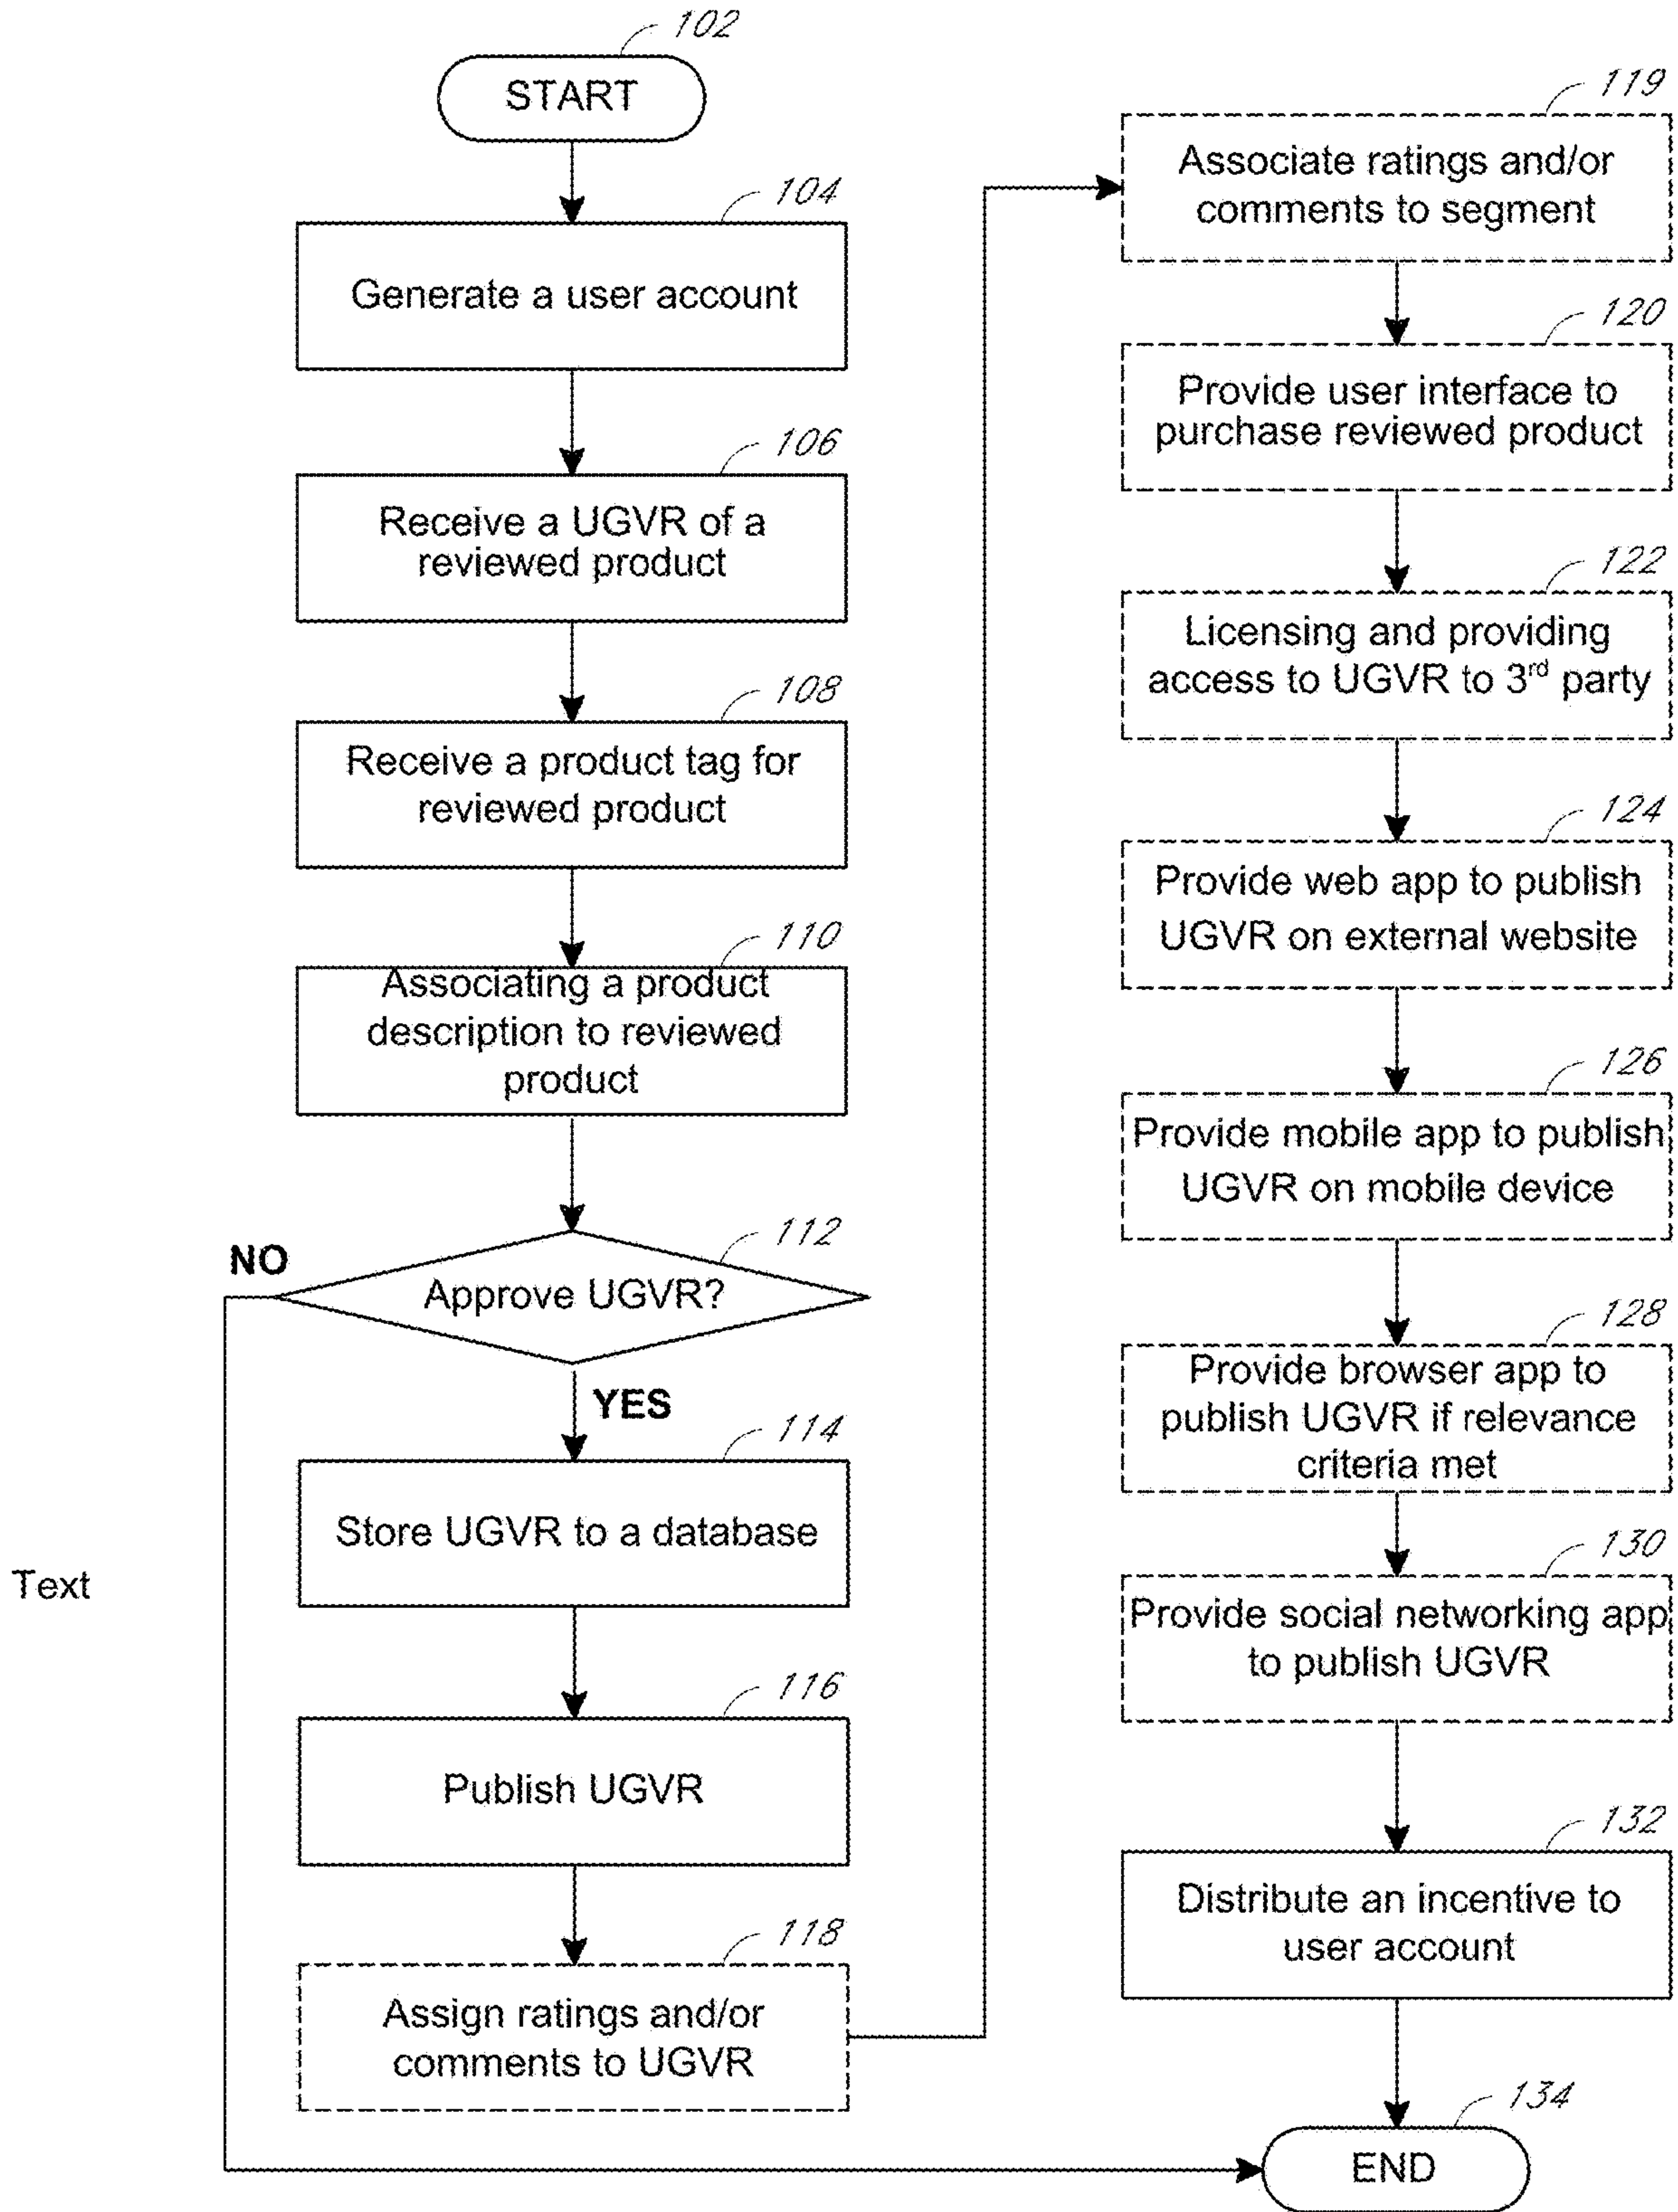 102
START
104
Generate a user account
106
Receive a UGVR of a
reviewed product
108
Receive a product tag for
reviewed product
110
Associating a product
description to reviewed
product
112
NO
Approve UGVR?
YES
114
Store UGVR to a database
Text
116
Publish UGVR
118
Assign ratings and/or
comments to UGVR
119
Associate ratings and/or
comments to segment
120
Provide user interface to
purchase reviewed product
122
Licensing and providing
access to UGVR to 3rd party
124
Provide web app to publish
UGVR on external website
126
Provide mobile app to publish
UGVR on mobile device
128
Provide browser app to
publish UGVR if relevance
criteria met
130
Provide social networking app
to publish UGVR
132
Distribute an incentive to
user account
134
END